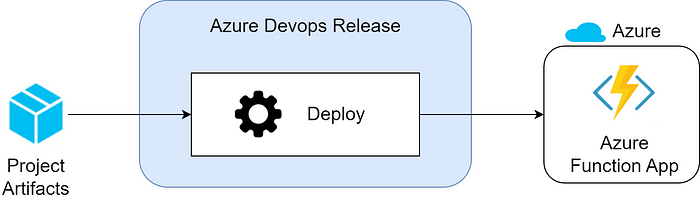 Azure Devops Release
Azure
Deploy
Project
Artifacts
Azure
Function App